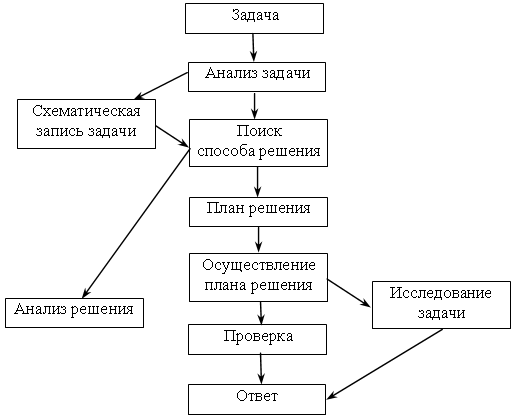 Задача
Анализ задачи
Схематическая
запись задачи
Поиск
способа решения
План решения
Осуществление
плана решения
Анализ решения
Исследование
задачи
Проверка
Ответ